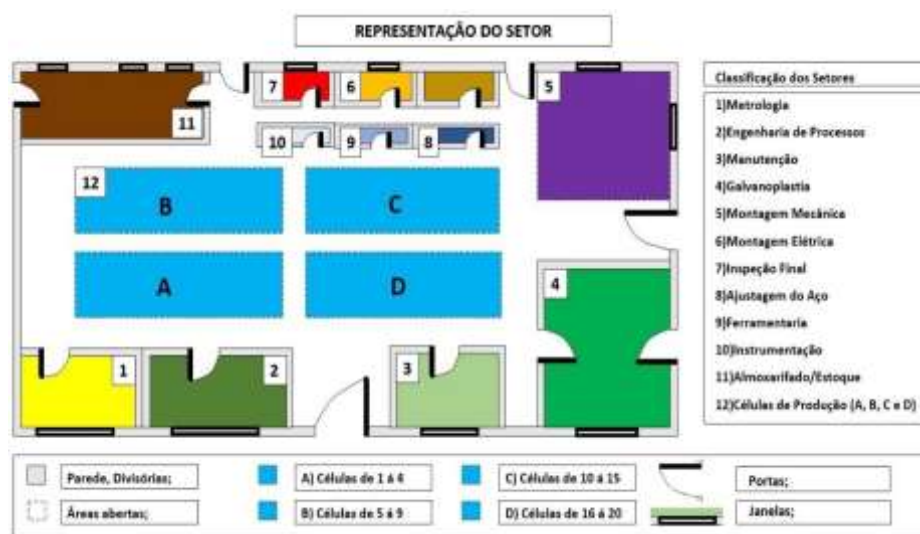 REPRESENTAÇÃO DO SETOR
7
6
5
11
10
9
8
12
B
C
A
D
4
1
2
3
Classificação dos Setores
1)Metrologia
2)Engenharia de Processos
3)Manutenção
4)Galvanoplastia
5)Montagem Mecânica
6)Montagem Elétrica
7)Inspeção Final
8)Ajustagem do Aço
9)Ferramentaria
10)Instrumentação
11)Almoxarifado/Estoque
12)Células de Produção (A, B, C e D)
Parede, Divisórias;
A) Células de 1 á 4
C) Células de 10 á 15
Portas;
Áreas abertas;
B) Células de 5 á 9
D) Células de 16 á 20
Janelas;